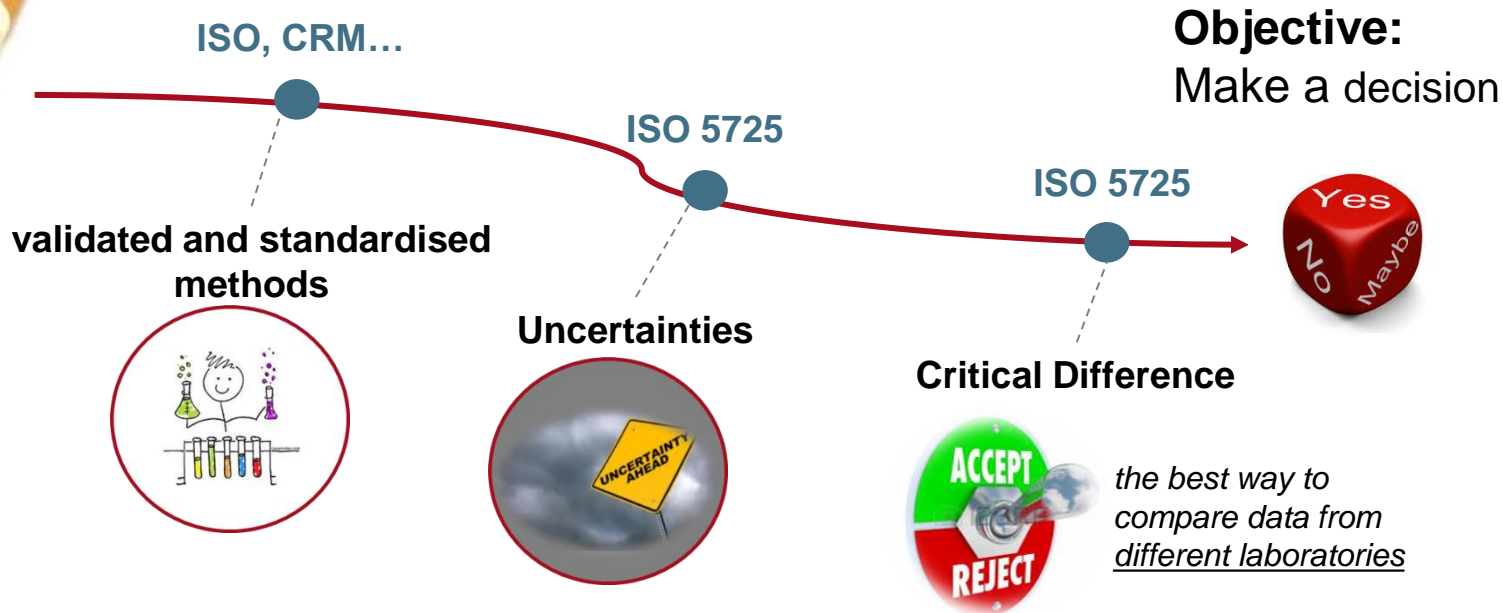 ISO, CRM…
Objective:
Make a decision
ISO 5725
ISO 5725
validated and standardised
methods
Uncertainties
Critical Difference
Yes
No
Maybe
UNCERTAINTY
AHEAD
ACCEPT
REJECT
the best way to
compare data from
different laboratories